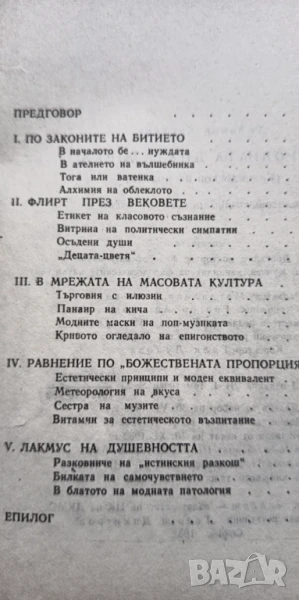 ПРЕДГОВОР
I. ПО ЗАКОНИТЕ НА БИТИЕТО
В началото бе... нуждата
В ателието на вълшебника
Тога или ватенка
Алхимия на облеклото
II. ФЛИРТ ПРЕЗ ВЕКОВЕТЕ
Етикет на класовото съзнание
Витрина на политически симпатии
Осъдени души
„Децата-цветя“
III. В МРЕЖАТА НА МАСОВАТА КУЛТУРА
Търговия с илюзии
Панаир на кича
Модните маски на поп-музиката
Кривото огледало на епигонството
IV. РАВНЕНИЕ ПО „БОЖЕСТВЕНАТА ПРОПОРЦИЯ
Естетически принципи и моден еквивалент
Метеорология на вкуса
Сестра на музите
Витамин за естетическото възпитание
V. ЛАКМУС НА ДУШЕВНОСТТА
Разковниче на „истинския разкош“
Билката на самочувствието
В блатото на модната патология
ЕПИЛОГ
bazar.bg